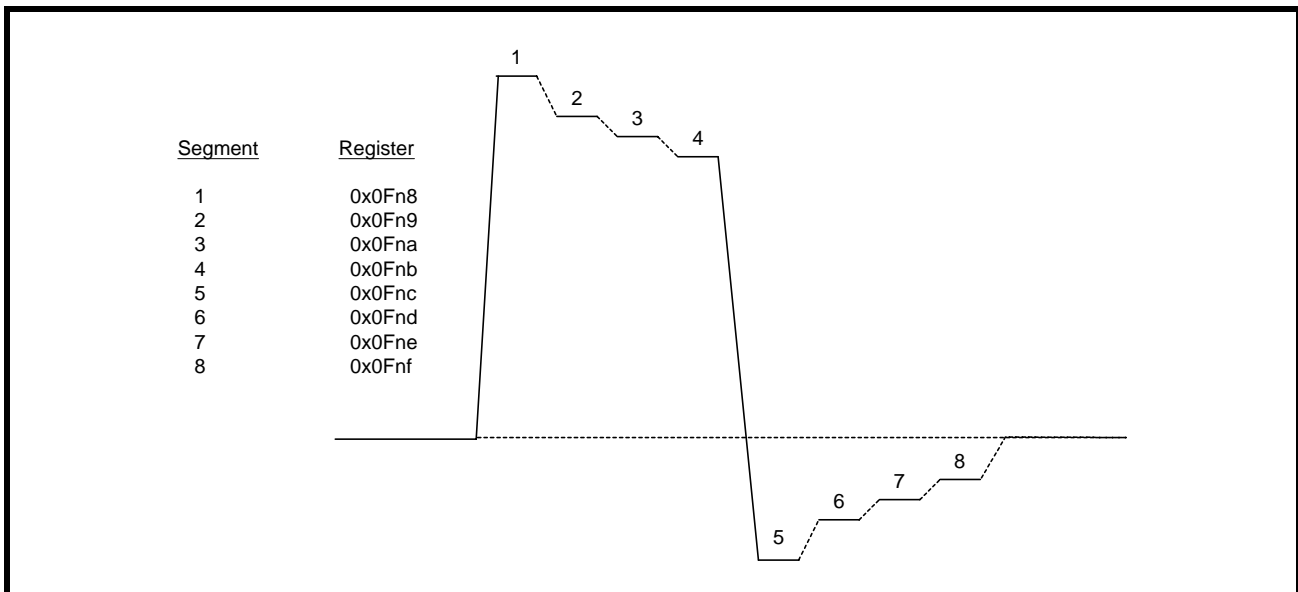 Segment Register
1 0x0Fn8
2 0x0Fn9
3 0x0Fna
4 0x0Fnb
5 0x0Fnc
6 0x0Fnd
7 0x0Fne
8 0x0Fnf
1
2
3
4
5
6
7
8